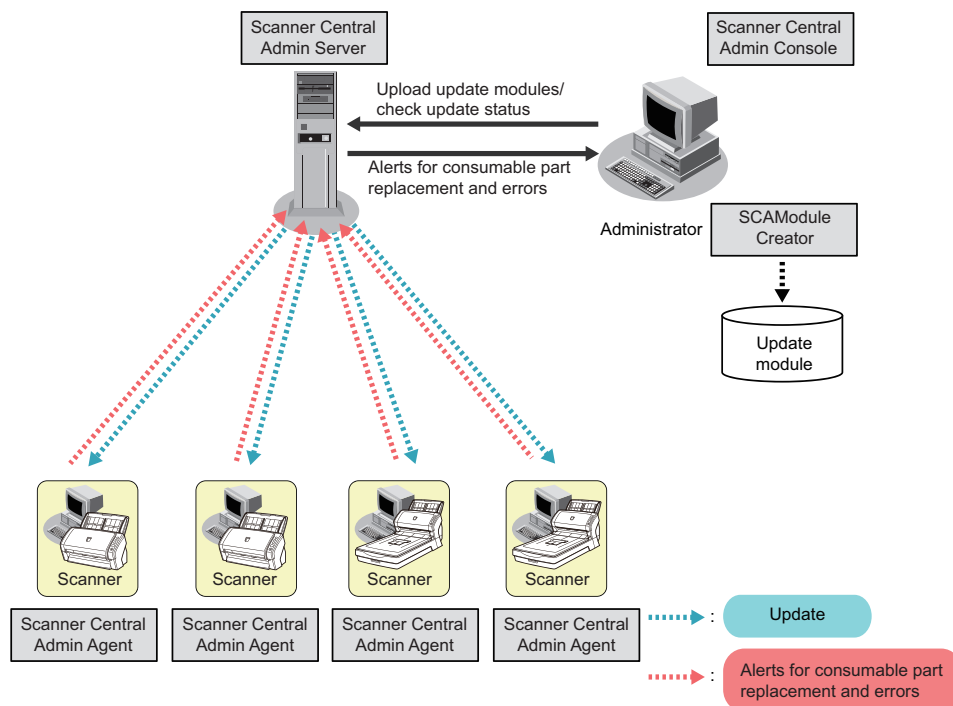 Scanner Central
Admin Server
Scanner Central
Admin Console
Upload update modules/
check update status
Alerts for consumable part
replacement and errors
Administrator
SCAModule
Creator
Update
module
Scanner
Scanner
Scanner
Scanner
Scanner Central
Admin Agent
Scanner Central
Admin Agent
Scanner Central
Admin Agent
Scanner Central
Admin Agent
:
Update
:
Alerts for consumable part
replacement and errors